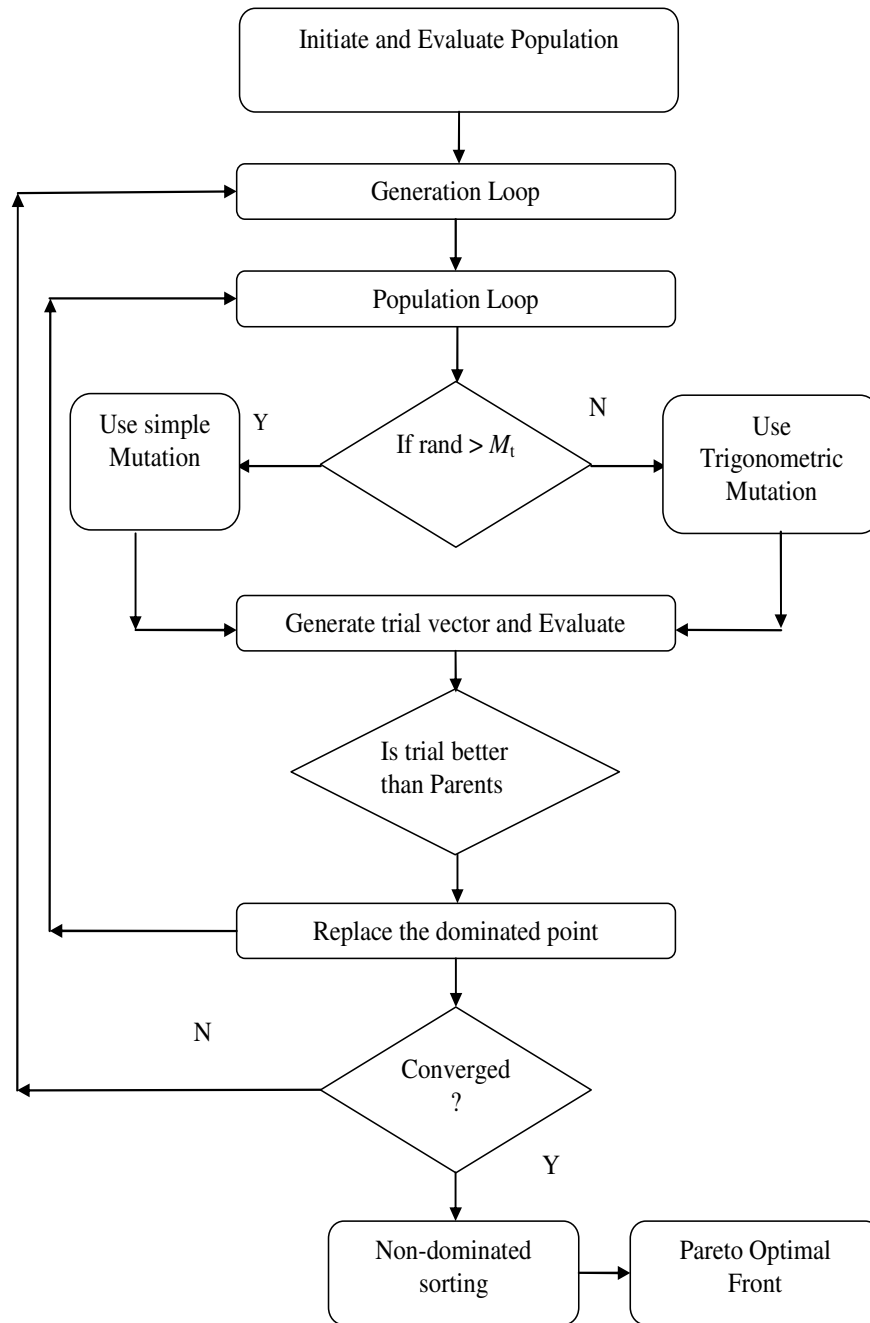 Initiate and Evaluate Population
Generation Loop
Population Loop
Use simple
Mutation
Y
If rand > Mt
N
Use
Trigonometric
Mutation
Generate trial vector and Evaluate
Is trial better
than Parents
Replace the dominated point
N
Converged
?
Y
Non-dominated
sorting
Pareto Optimal
Front